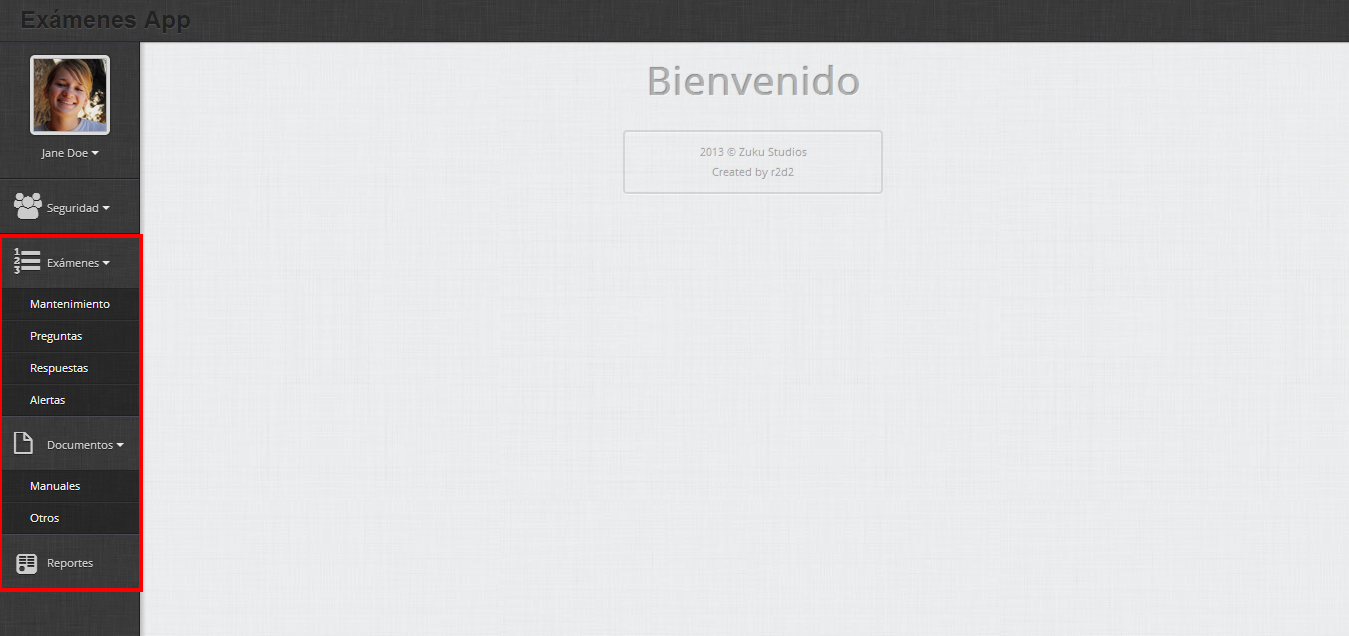 Exámenes App
Jane Doe
Seguridad
Exámenes
Mantenimiento
Preguntas
Respuestas
Alertas
Documentos
Manuales
Otros
Reportes
Bienvenido
2013 © Zuku Studios
Created by r2d2